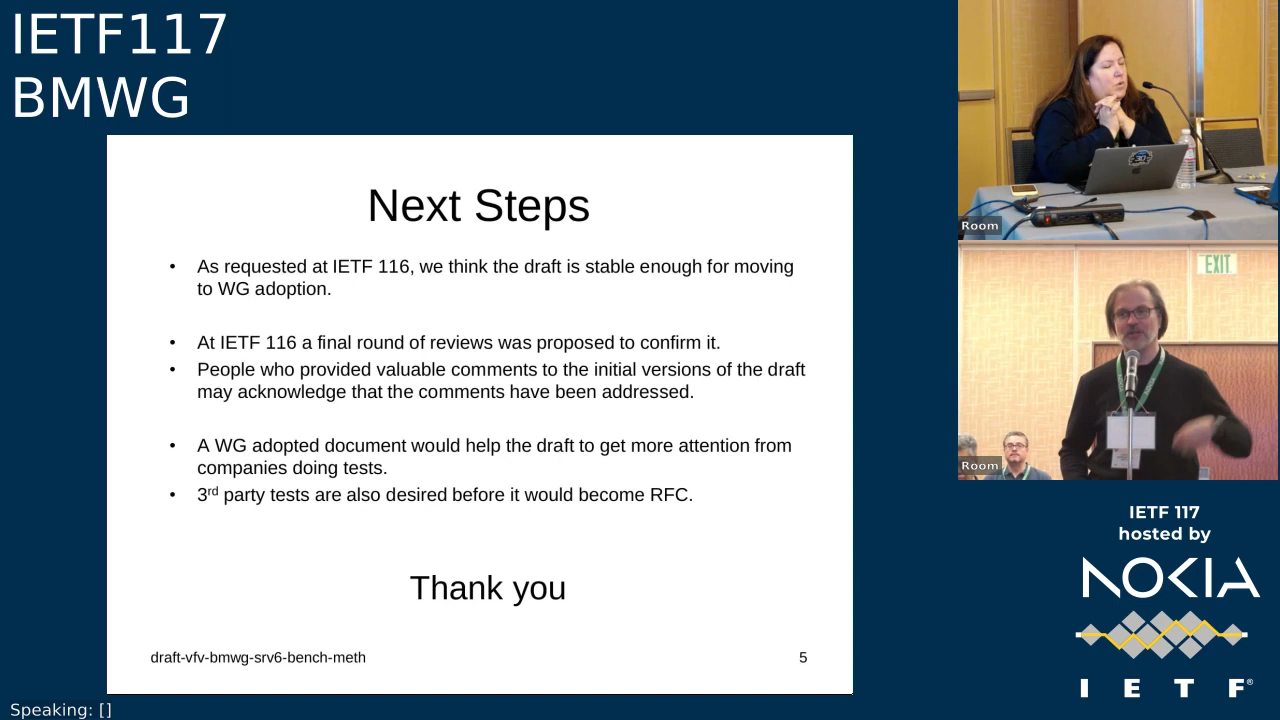 IETF117
BMWG
Next Steps
• As requested at IETF 116, we think the draft is stable enough for moving
to WG adoption.
• At IETF 116 a final round of reviews was proposed to confirm it.
• People who provided valuable comments to the initial versions of the draft
may acknowledge that the comments have been addressed.
• A WG adopted document would help the draft to get more attention from
companies doing tests.
• 3rd party tests are also desired before it would become RFC.
Thank you
draft-vfv-bmwg-srv6-bench-meth
5
Room
EXIT
Room
IETF 117
hosted by
NOKIA
I E T F®
Speaking: []
30